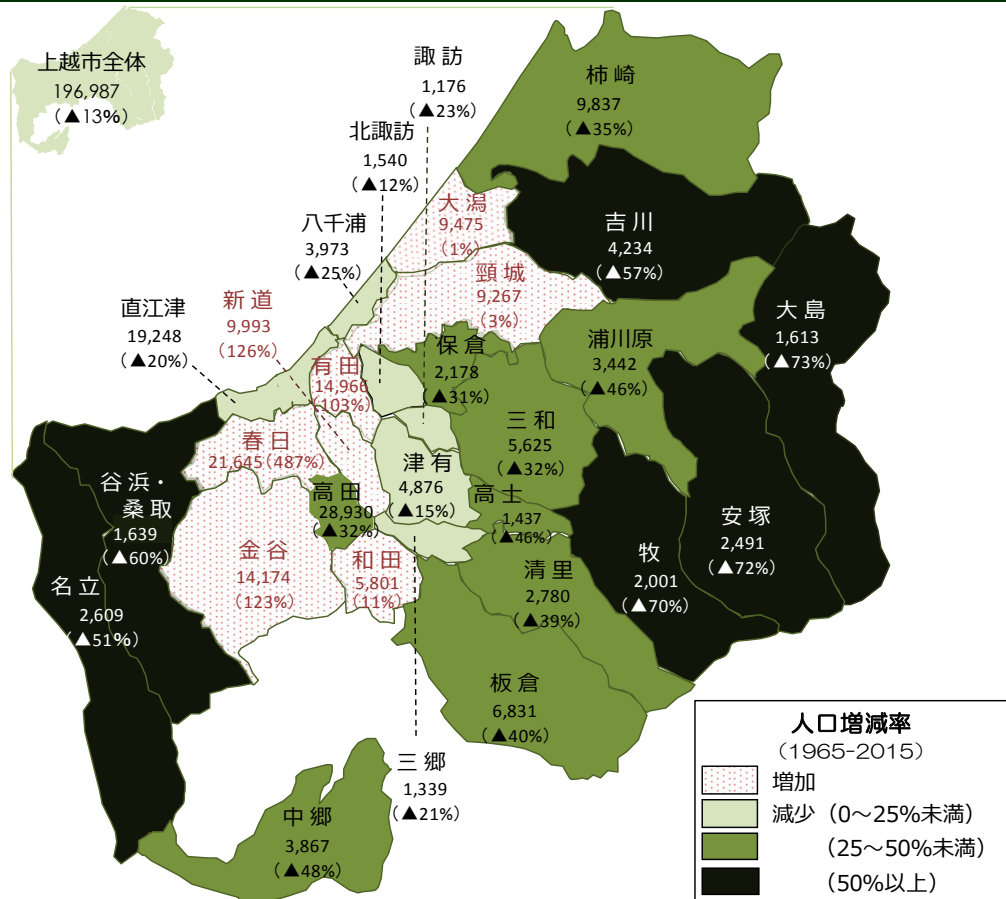 上越市全体
196,987
(▲13%)
諏訪
1,176
(▲23%)
柿崎
9,837
(▲35%)
北諏訪
1,540
(▲12%)
大潟
9,475
(1%)
吉川
4,234
(▲57%)
八千浦
3,973
(▲25%)
頸城
9,267
(3%)
新道
9,993
(126%)
直江津
19,248
(▲20%)
大島
1,613
(▲73%)
浦川原
3,442
(▲46%)
保倉
2,178
(▲31%)
有田
14,966
(103%)
三和
5,625
(▲32%)
春日
21,645(487%)
津有
4,876
(▲15%)
谷浜・
桑取
1,639
(▲60%)
高田
28,930
(▲32%)
高士
1,437
(▲46%)
安塚
2,491
(▲72%)
金谷
14,174
(123%)
和田
5,801
(11%)
牧
2,001
(▲70%)
清里
2,780
(▲39%)
名立
2,609
(▲51%)
板倉
6,831
(▲40%)
三郷
1,339
(▲21%)
中郷
3,867
(▲48%)
人口増減率
(1965-2015)
増加
減少(0~25%未満)
(25~50%未満)
(50%以上)